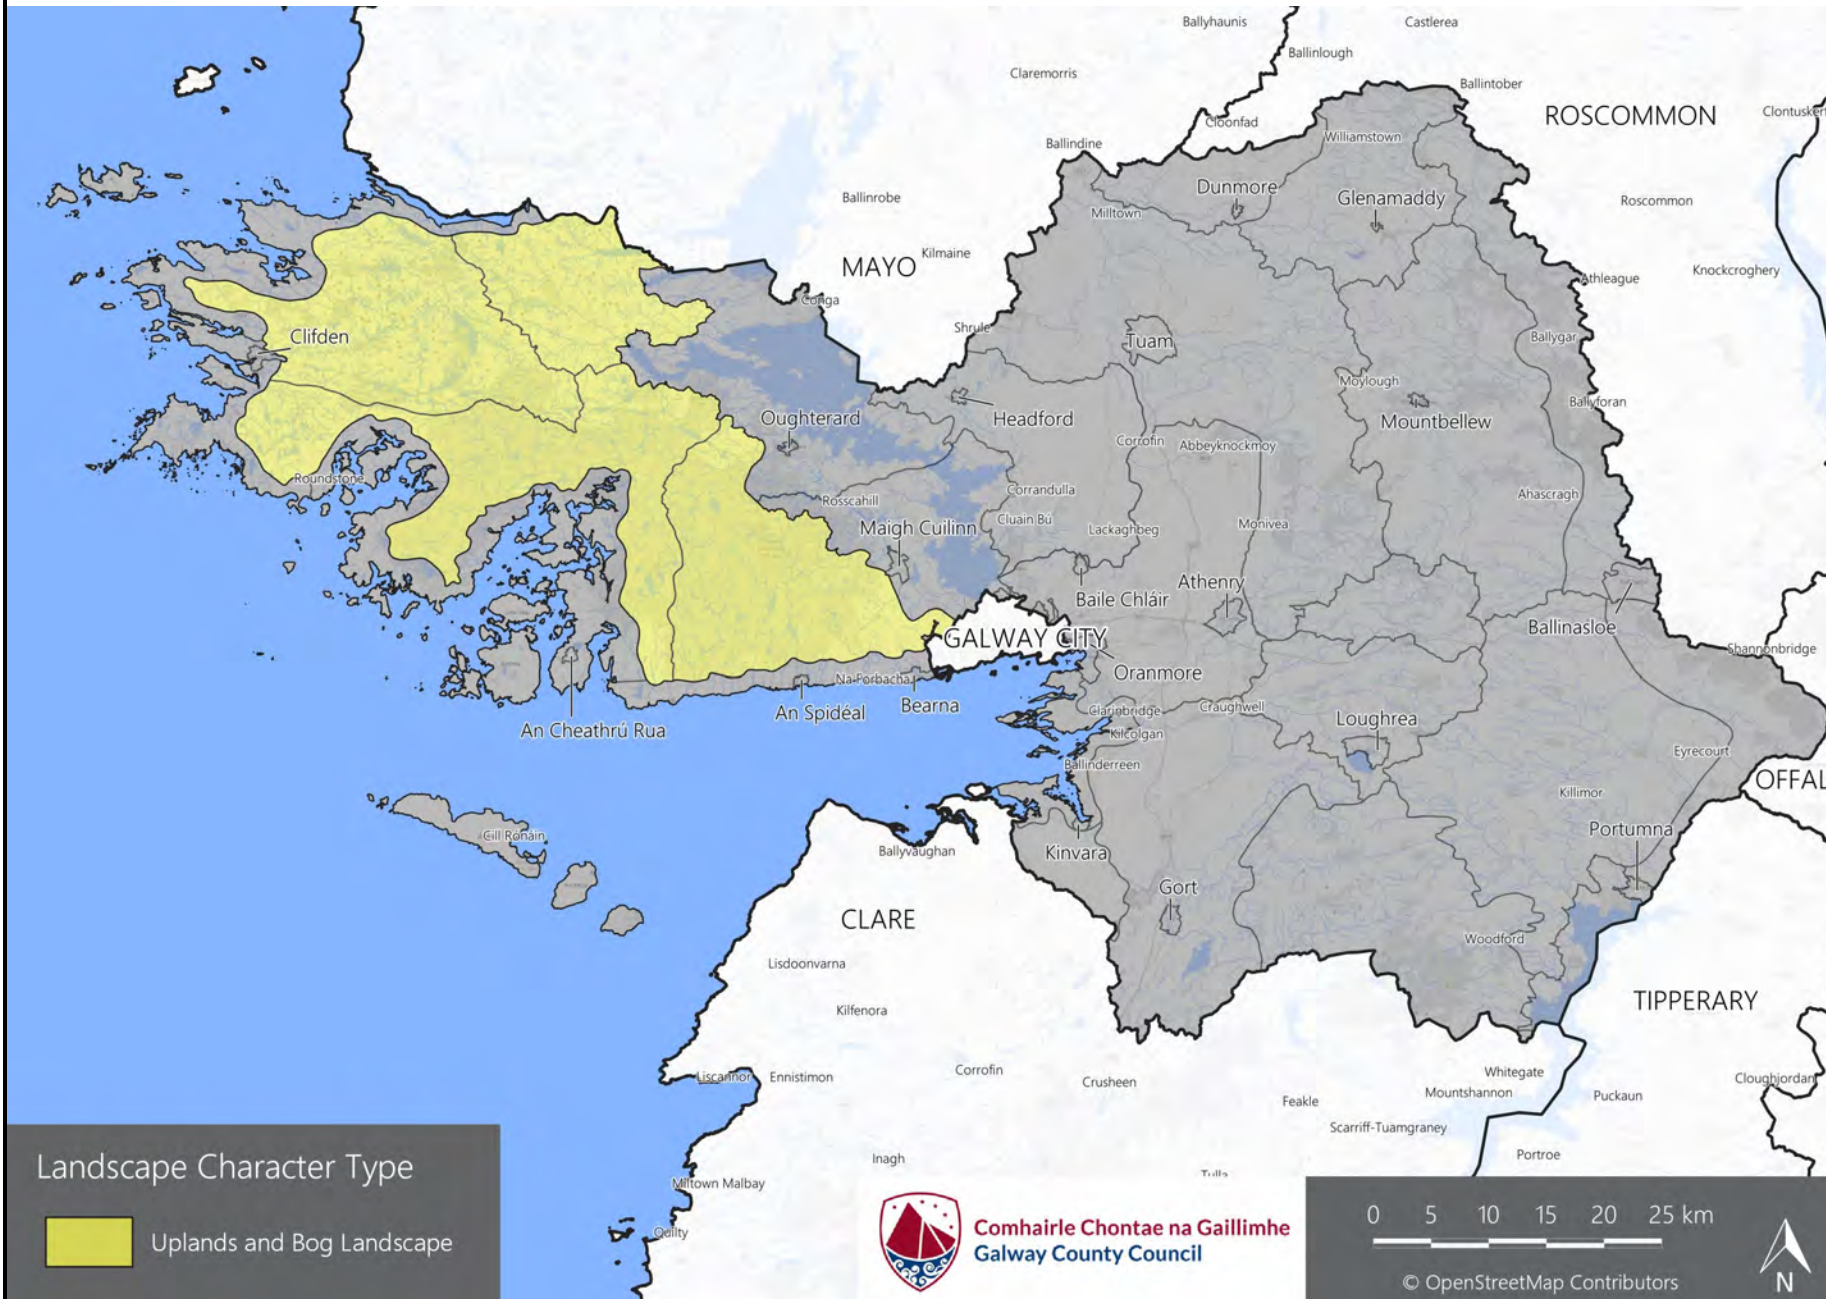 Ballyhaunis
Castlerea
Ballinlough
Claremorris
Ballintober
ROSCOMMON
Clontusker
Cloonfad
Williamstown
Ballindine
Dunmore
Glenamaddy
Ballinrobe
Roscommon
Milltown
MAYO
Kilmaine
Athleague
Knockcroghery
Conga
Shrule
Clifden
Tuam
Ballygar
Moylough
Ballyforan
Oughterard
Headford
Mountbellew
Corrofin
Abbeyknockmoy
Roundstone
Rosscahill
Corrandulla
Ahascragh
Maigh Cuilinn
Cluain Bú
Lackaghbeg
Monivea
Athenry
Baile Chláir
Ballinasloe
GALWAY CITY
Shannonbridge
Oranmore
Na Forbacha
An Spidéal
Bearna
Clarinbridge
Craughwell
Loughrea
An Cheathrú Rua
Kilcolgan
Eyrecourt
Ballinderreen
OFFAL
Killimor
Cill Rónáin
Portumna
Ballyvaughan
Kinvara
Gort
CLARE
Woodford
Lisdoonvarna
TIPPERARY
Kilfenora
Liscannor
Ennistimon
Corrofin
Crusheen
Whitegate
Cloughjordan
Mountshannon
Puckaun
Feakle
Scarriff-Tuamgraney
Inagh
Portroe
Tulla
Miltown Malbay
Quilty
Landscape Character Type
Uplands and Bog Landscape
Comhairle Chontae na Gaillimhe
Galway County Council
0 5 10 15 20 25 km
© OpenStreetMap Contributors
N